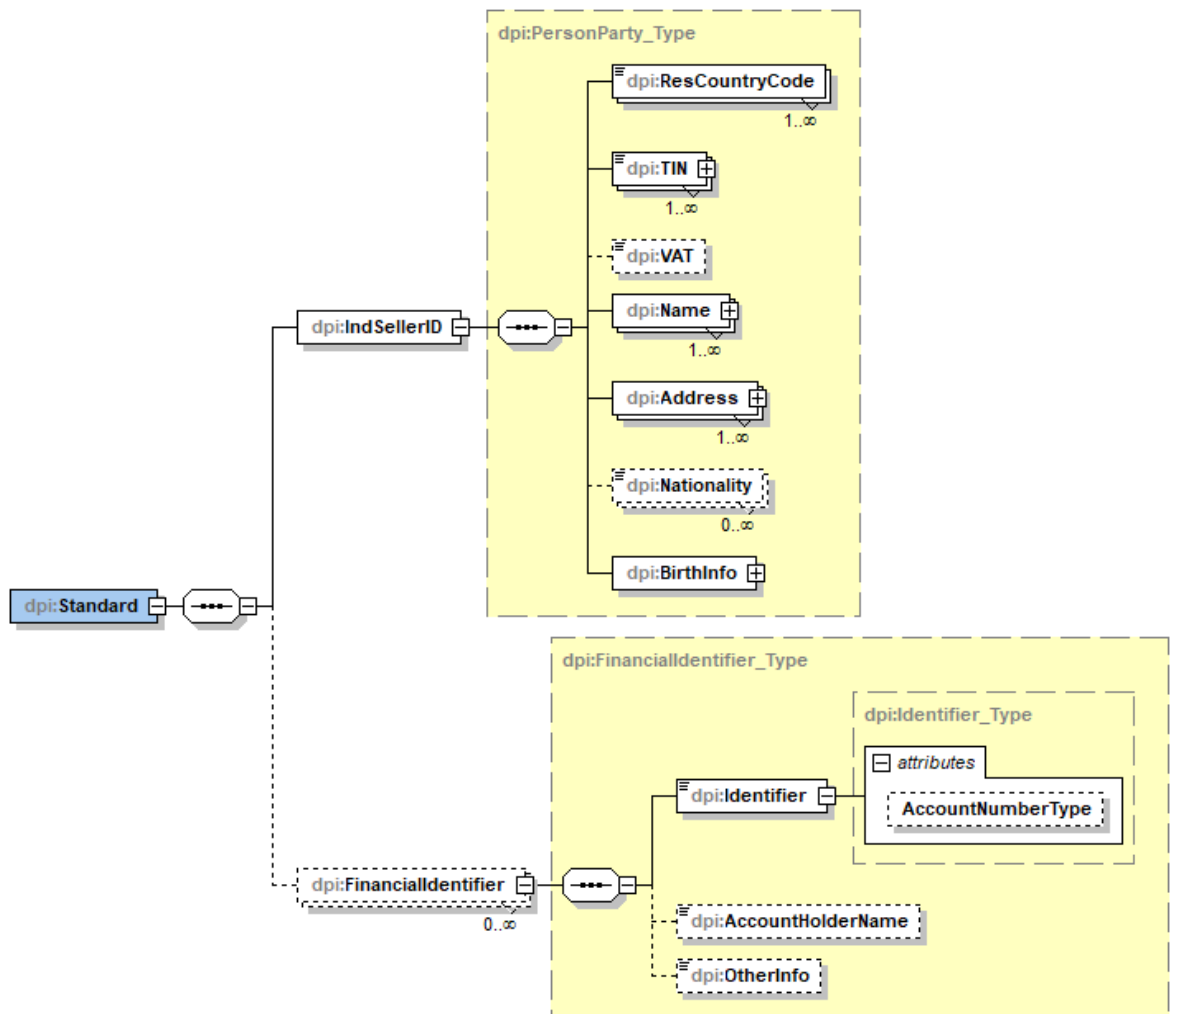 dpi:PersonParty_Type
dpi:ResCountryCode
1..∞
dpi:TIN
1..∞
dpi:VAT
dpi:Name
1..∞
dpi:IndSellerID
dpi:Address
1..∞
dpi:Nationality
0..∞
dpi:BirthInfo
dpi:Standard
dpi:FinancialIdentifier_Type
dpi:Identifier_Type
attributes
dpi:Identifier
AccountNumberType
dpi:FinancialIdentifier
0..∞
dpi:AccountHolderName
dpi:OtherInfo